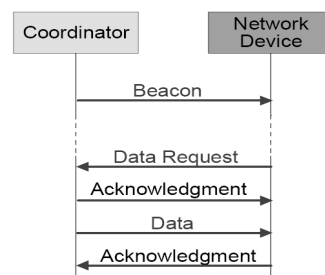 Coordinator
Network
Device
Beacon
Data Request
Acknowledgment
Data
Acknowledgment